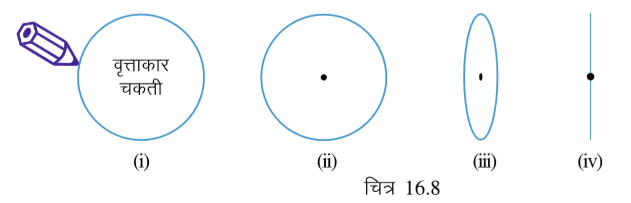 वृत्ताकार
चकती
(i) (ii) (iii) (iv)
चित्र 16.8